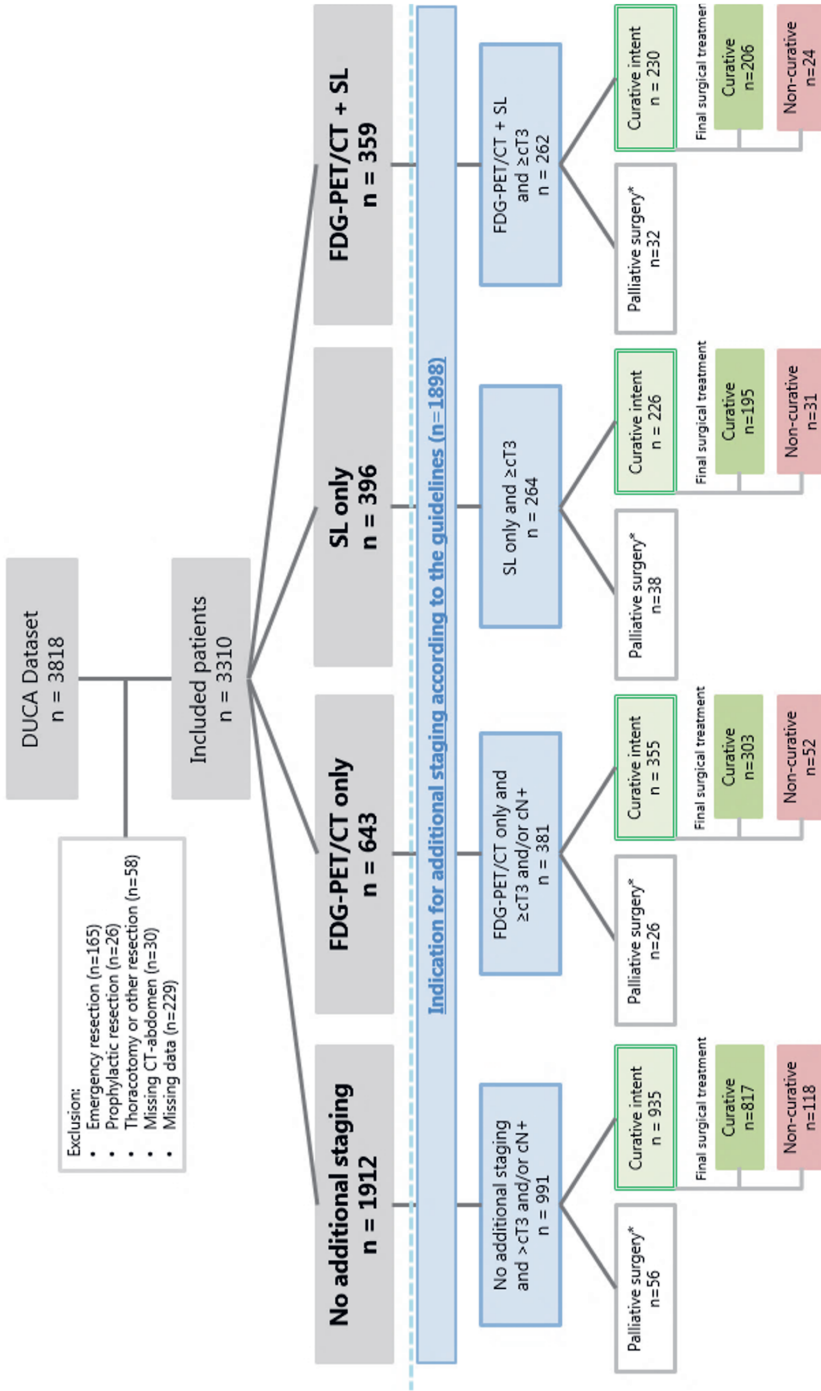 DUCA Dataset
n = 3818
Exclusion:
• Emergency resection (n=165)
• Prophylactic resection (n=26)
• Thoracotomy or other resection (n=58)
• Missing CT-abdomen (n=30)
• Missing data (n=229)
Included patients
n = 3310
No additional staging
n = 1912
FDG-PET/CT only
n = 643
SL only
n = 396
FDG-PET/CT + SL
n = 359
Indication for additional staging according to the guidelines (n=1898)
No additional staging
and >cT3 and/or cN+
n = 991
FDG-PET/CT only and
≥cT3 and/or cN+
n = 381
SL only and ≥cT3
n = 264
FDG-PET/CT + SL
and ≥cT3
n = 262
Palliative surgery*
n=56
Curative intent
n = 935
Final surgical treatment
Curative
n=817
Non-curative
n=118
Palliative surgery*
n=26
Curative intent
n = 355
Final surgical treatment
Curative
n=303
Non-curative
n=52
Palliative surgery*
n=38
Curative intent
n = 226
Final surgical treatment
Curative
n=195
Non-curative
n=31
Palliative surgery*
n=32
Curative intent
n = 230
Final surgical treatment
Curative
n=206
Non-curative
n=24